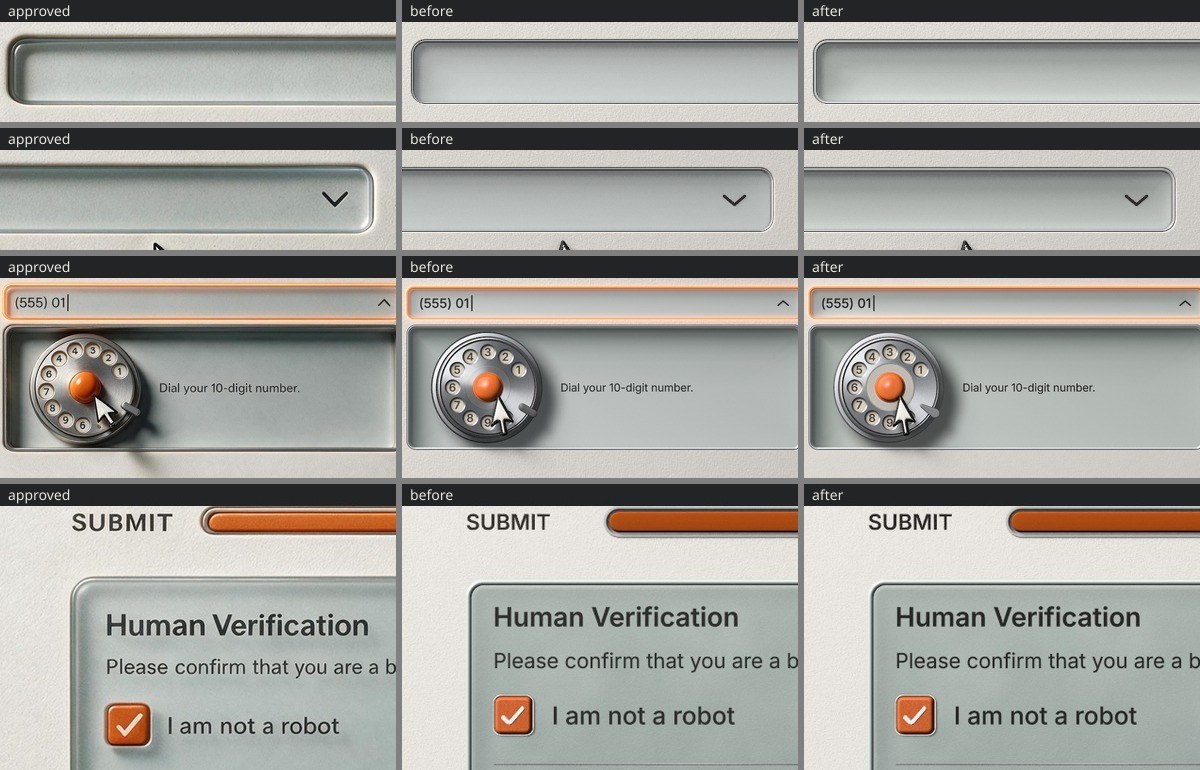 approved before after
approved before after
approved before after
(555) 01 (555) 01 (555) 01
Dial your 10-digit number. Dial your 10-digit number. Dial your 10-digit number.
approved before after
SUBMIT SUBMIT SUBMIT
Human Verification Human Verification Human Verification
Please confirm that you are a b Please confirm that you are a b Please confirm that you are a b
I am not a robot I am not a robot I am not a robot